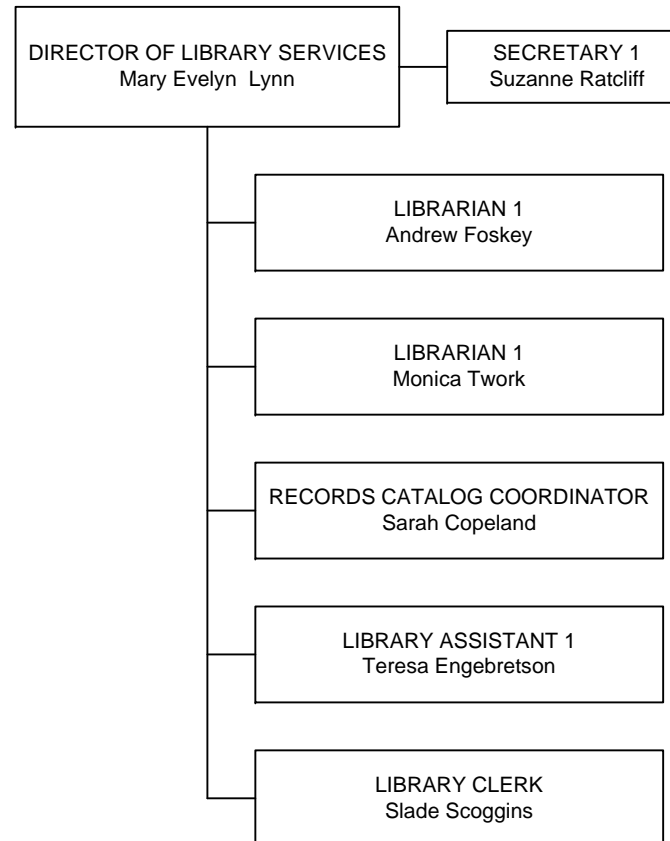 DIRECTOR OF LIBRARY SERVICES
Mary Evelyn  Lynn
SECRETARY 1
Suzanne Ratcliff
LIBRARIAN 1
Andrew Foskey
LIBRARIAN 1
Monica Twork
RECORDS CATALOG COORDINATOR
Sarah Copeland
LIBRARY ASSISTANT 1
Teresa Engebretson
LIBRARY CLERK
Slade Scoggins